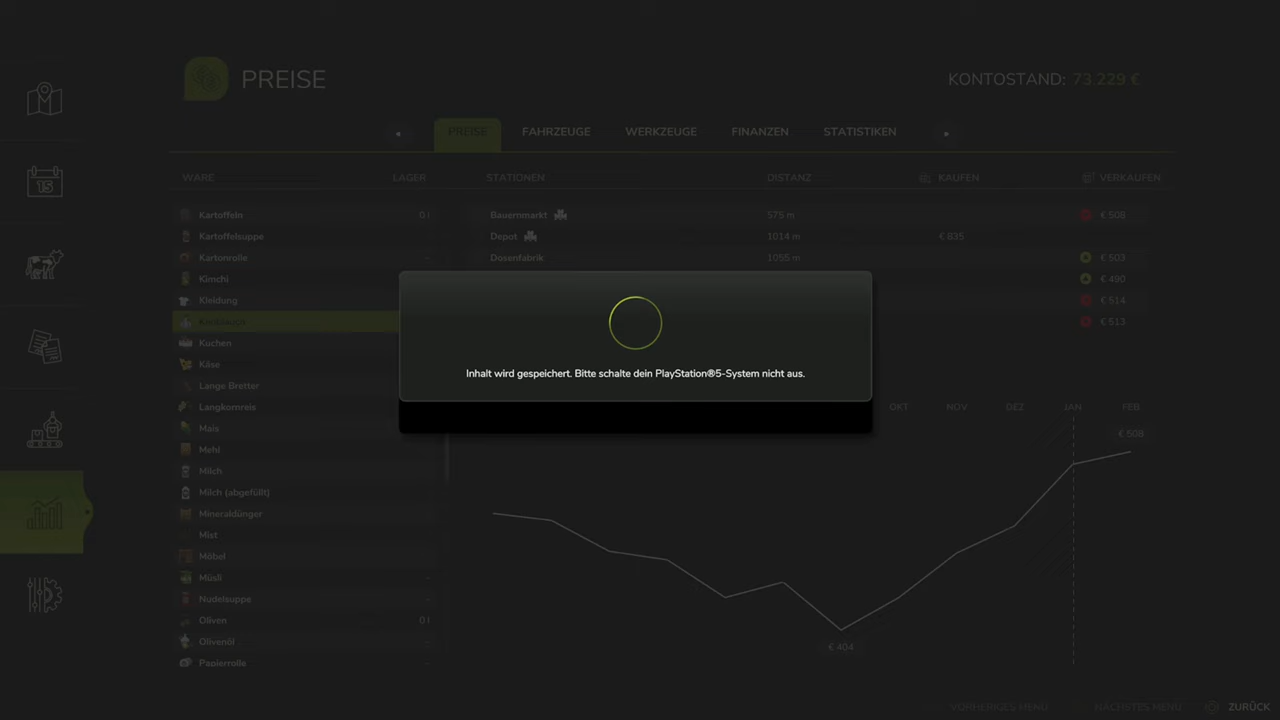 PREISE
KONTOSTAND: 73 229 €
15
PREISE FAHRZEUGE WERKZEUGE FINANZEN STATISTIKEN
WARE LAGER STATIONEN DISTANZ KAUFEN VERKAUFEN
Kartoffeln 0 l
Kartoffelsuppe
Kartonrolle -
Kimchi
Kleidung
Kuchen
Käse
Lange Bretter
Langkornreis
Mais
Mehl
Milch
Milch (abgefüllt)
Mineraldünger
Mist
Möbel
Müsli -
Nudelsuppe -
Oliven 0 l
Olivenöl -
Papierrolle -
Bauernmarkt 575 m € 508
Depot 1014 m € 835
Dosenfabrik 1055 m € 503
€ 490
€ 514
€ 513
Inhalt wird gespeichert. Bitte schalte dein PlayStation®5-System nicht aus.
OKT NOV DEZ JAN FEB
€ 508
€ 404
VORHERIGES MENÜ NÄCHSTES MENÜ ZURÜCK